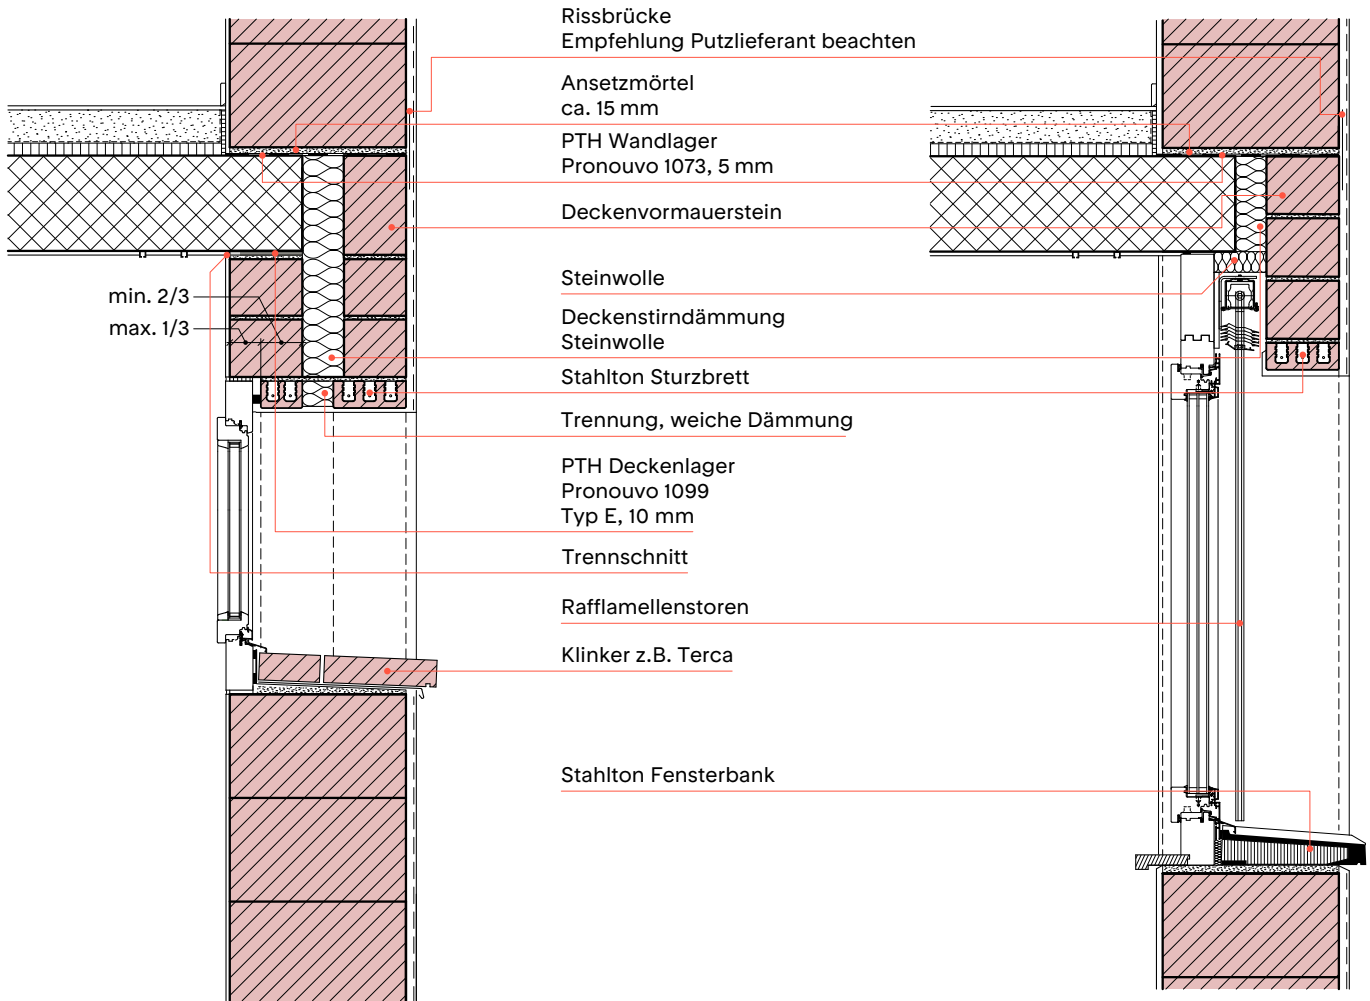 Rissbrücke
Empfehlung Putzlieferant beachten
Ansetzmörtel
ca. 15 mm
PTH Wandlager
Pronouvo 1073, 5 mm
Deckenvormauerstein
Steinwolle
min. 2/3
max. 1/3
Deckenstirndämmung
Steinwolle
Stahlton Sturzbrett
Trennung, weiche Dämmung
PTH Deckenlager
Pronouvo 1099
Typ E, 10 mm
Trennschnitt
Rafflamellenstoren
Klinker z.B. Terca
Stahlton Fensterbank